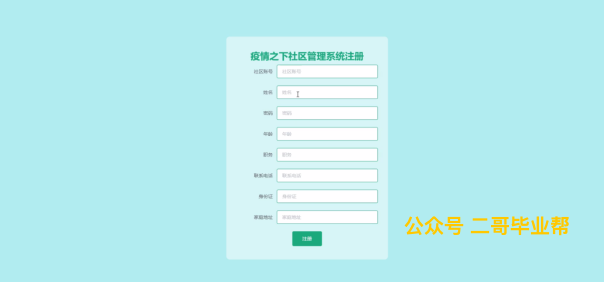 疫情之下社区管理系统注册
社区账号 社区账号
姓名 姓名
密码 密码
年龄 年龄
职务 职务
联系电话 联系电话
身份证 身份证
家庭地址 家庭地址
注册
公众号 二哥毕业帮